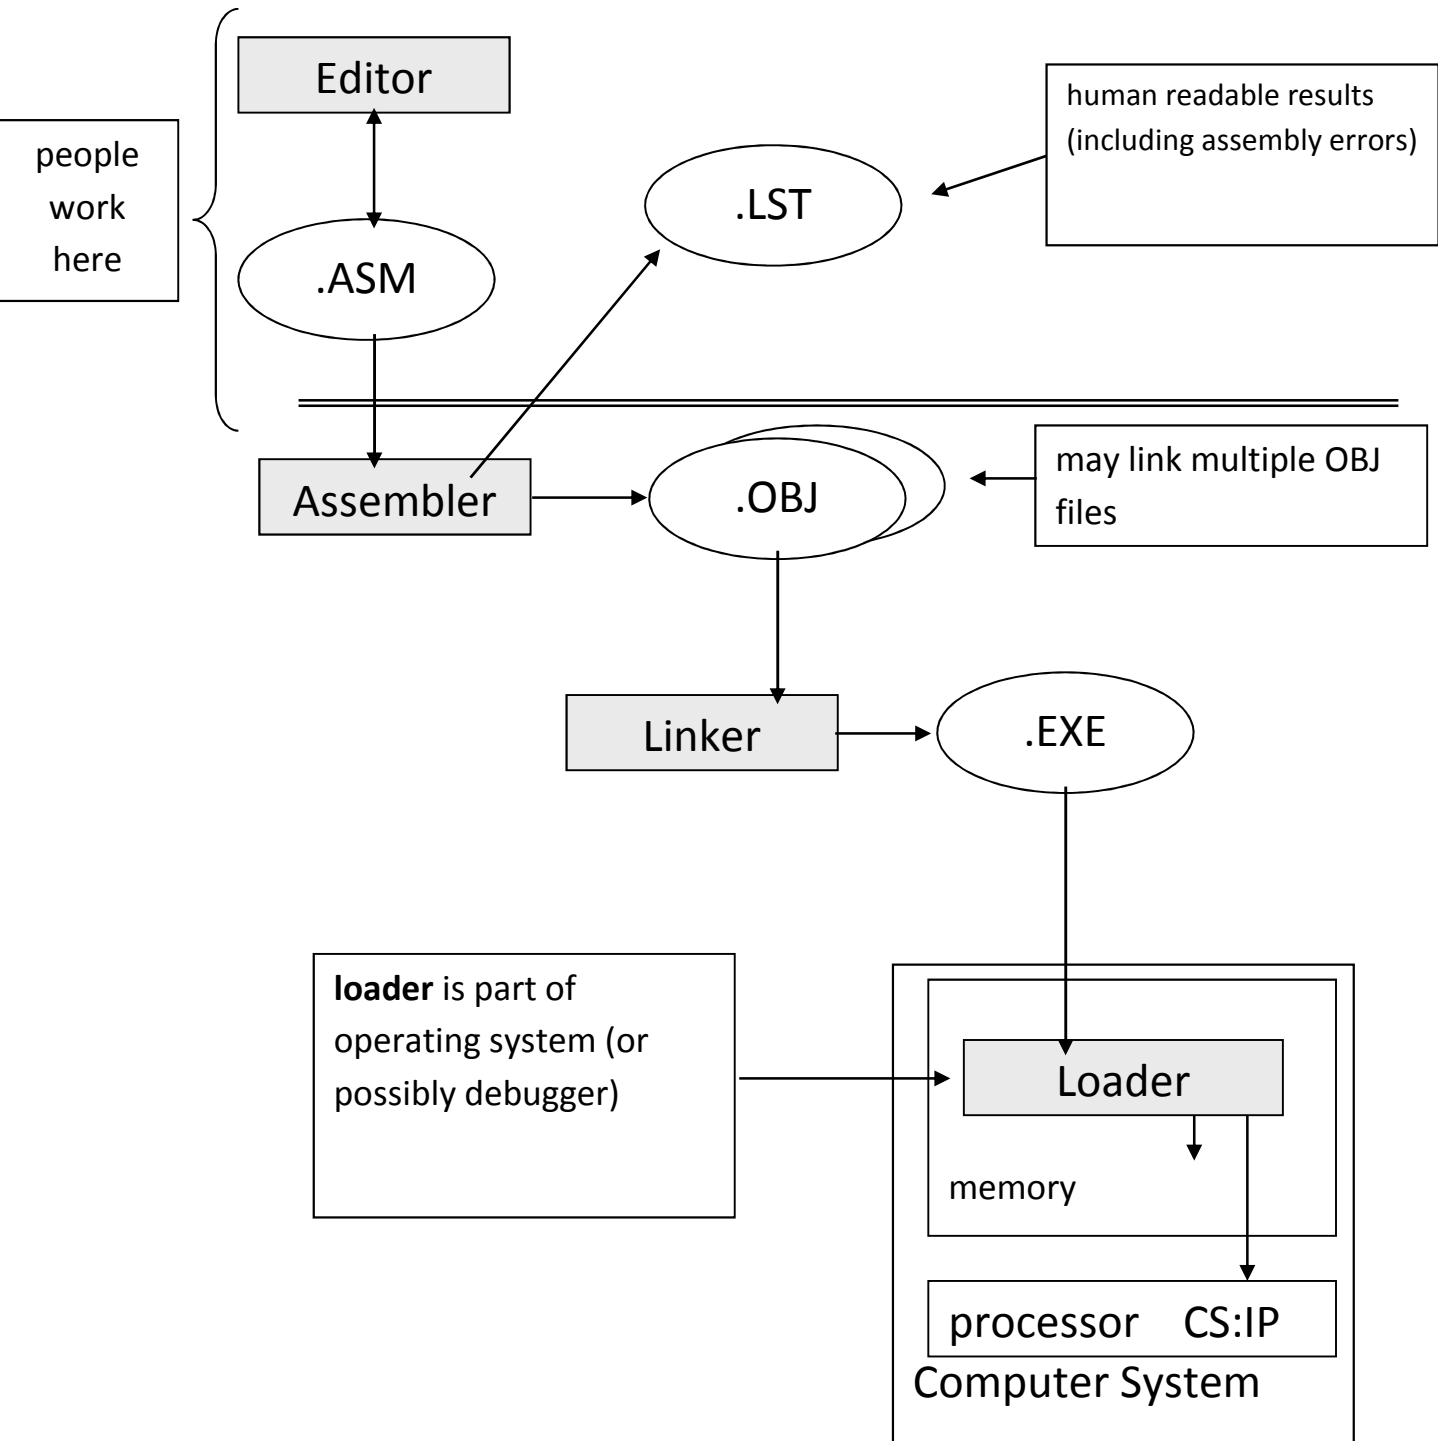 Editor
human readable results
(including assembly errors)
people
work
here
.LST
.ASM
Assembler
.OBJ
may link multiple OBJ
files
Linker
.EXE
loader is part of
operating system (or
possibly debugger)
Loader
memory
processor CS:IP
Computer System